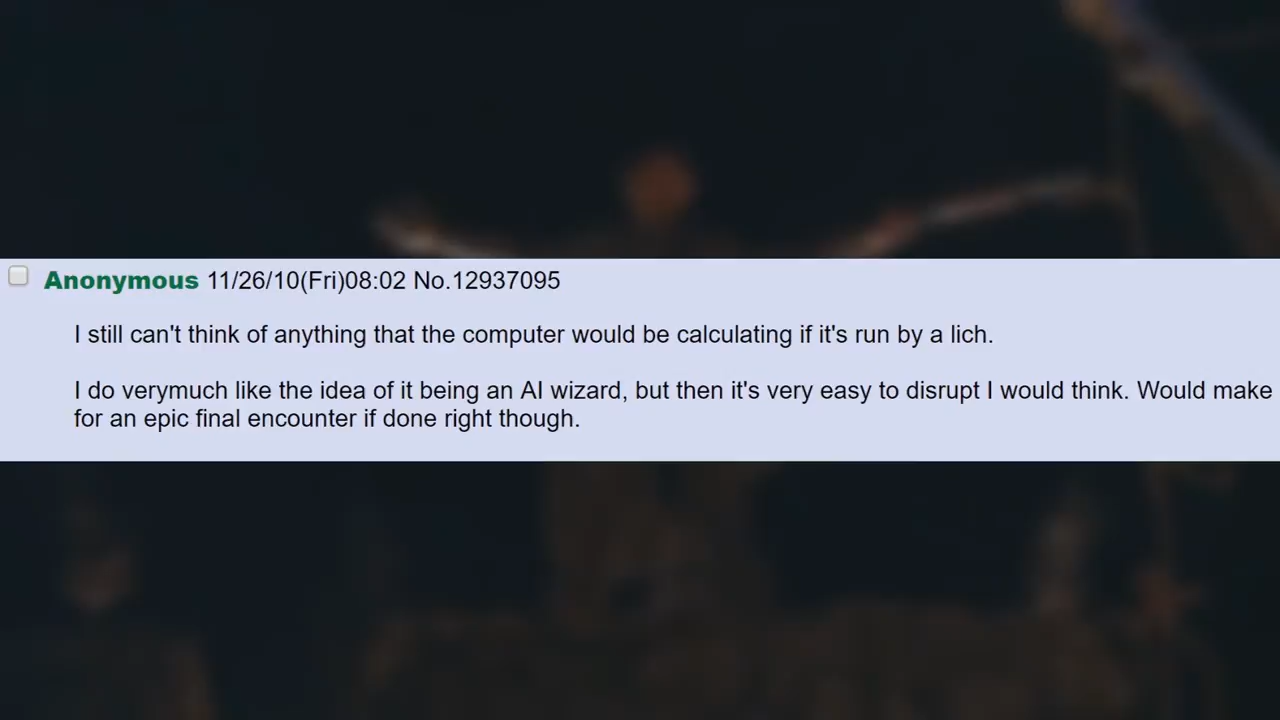 Anonymous 11/26/10(Fri)08:02 No.12937095
I still can't think of anything that the computer would be calculating if it's run by a lich.
I do verymuch like the idea of it being an AI wizard, but then it's very easy to disrupt I would think. Would make
for an epic final encounter if done right though.